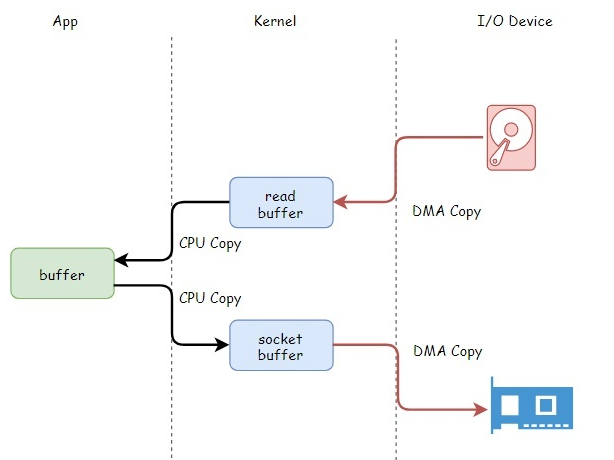 App
Kernel
I/O Device
read
buffer
DMA Copy
CPU Copy
buffer
CPU Copy
socket
buffer
DMA Copy